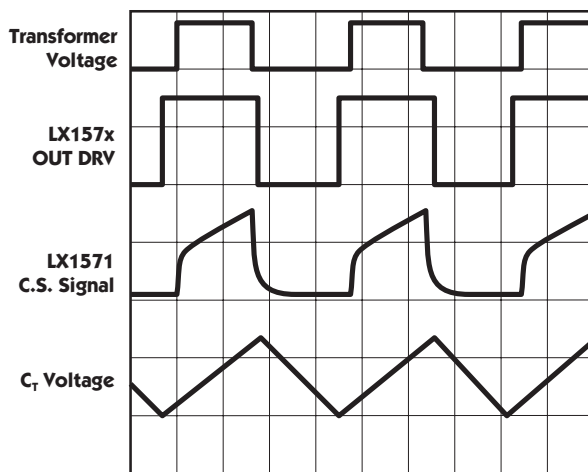 Transformer
Voltage
LX157x
OUT DRV
LX1571
C.S. Signal
C_T Voltage